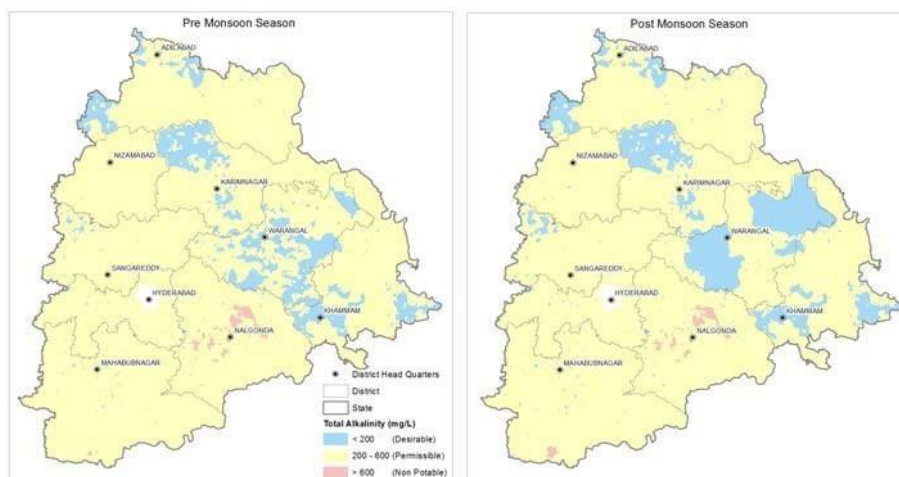 Pre Monsoon Season
ADILABAD
NIZAMABAD
KARIMNAGAR
WARANGAL
SANGAREDDY
HYDERABAD
KHAMMAM
NALGONDA
MAHABUBNAGAR
District Head Quarters
District
State
Total Alkalinity (mg/L)
< 200 (Desirable)
200 - 600 (Permissible)
> 600 (Non Potable)
Post Monsoon Season
ADILABAD
NIZAMABAD
KARIMNAGAR
WARANGAL
SANGAREDDY
HYDERABAD
KHAMMAM
NALGONDA
MAHABUBNAGAR